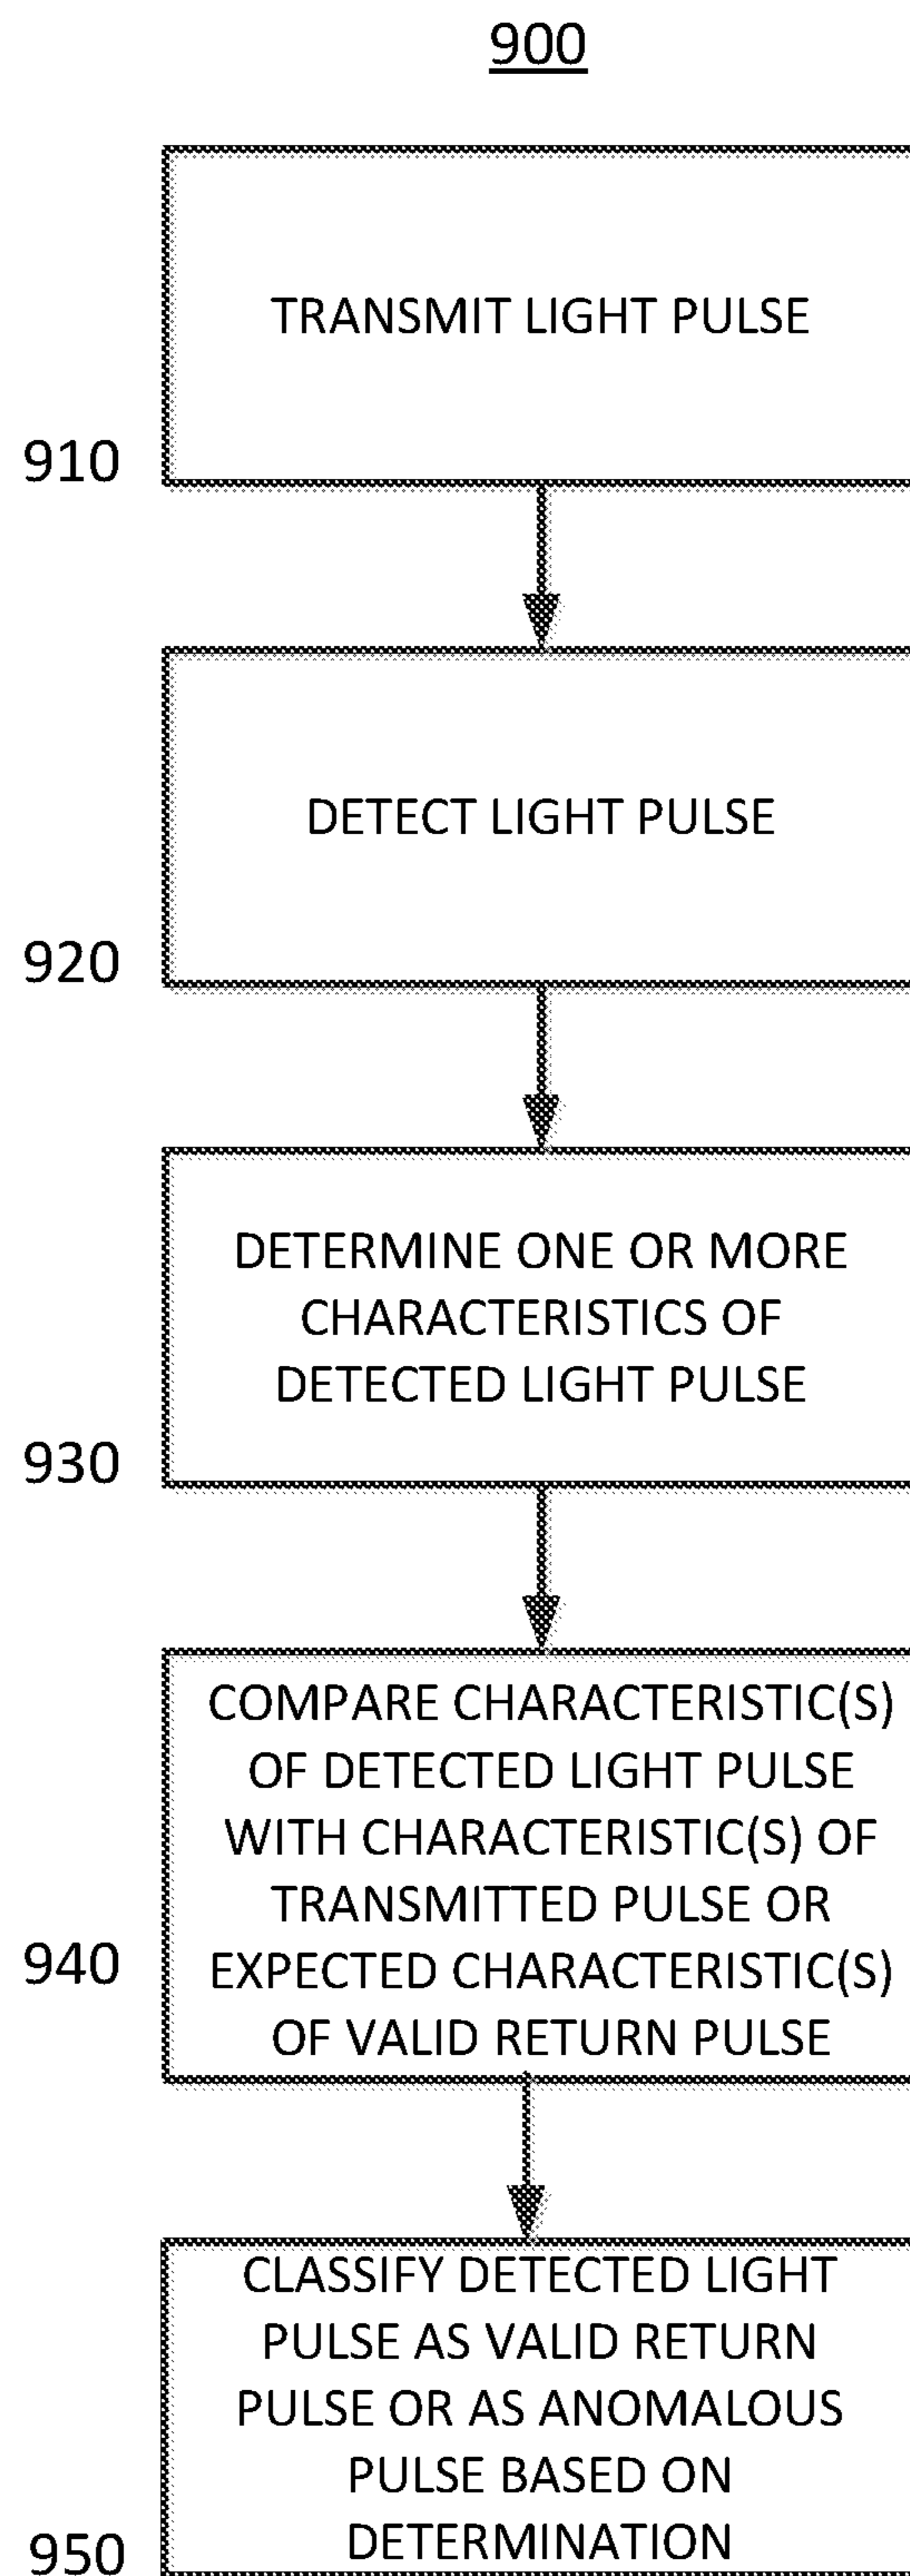 900
TRANSMIT LIGHT PULSE
910
DETECT LIGHT PULSE
920
DETERMINE ONE OR MORE
CHARACTERISTICS OF
DETECTED LIGHT PULSE
930
COMPARE CHARACTERISTIC(S)
OF DETECTED LIGHT PULSE
WITH CHARACTERISTIC(S) OF
TRANSMITTED PULSE OR
EXPECTED CHARACTERISTIC(S)
OF VALID RETURN PULSE
940
CLASSIFY DETECTED LIGHT
PULSE AS VALID RETURN
PULSE OR AS ANOMALOUS
PULSE BASED ON
DETERMINATION
950